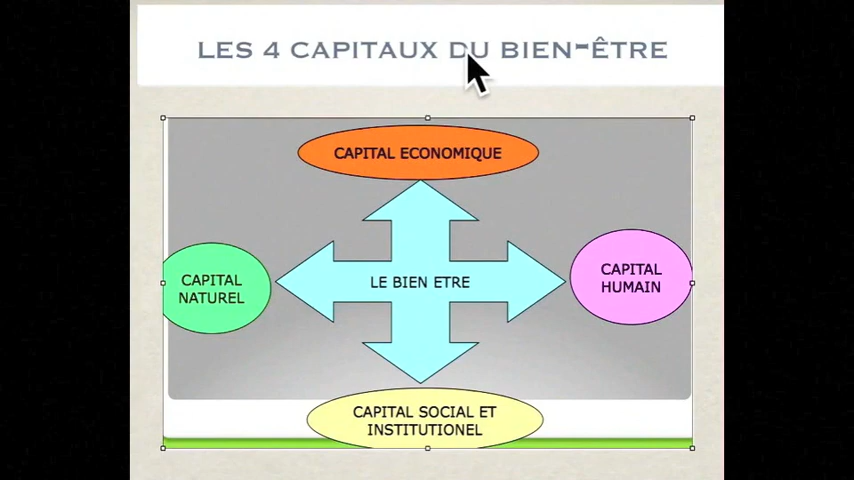 LES 4 CAPITAUX DU BIEN-ÊTRE
CAPITAL ECONOMIQUE
CAPITAL
NATUREL
LE BIEN ETRE
CAPITAL
HUMAIN
CAPITAL SOCIAL ET
INSTITUTIONEL